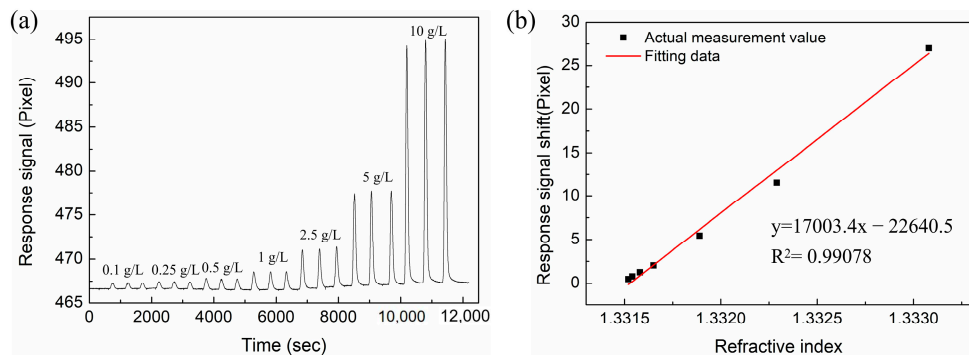 (a)
495
490
485
480
475
470
465
Response signal (Pixel)
0.1 g/L
0.25 g/L
0.5 g/L
1 g/L
2.5 g/L
5 g/L
10 g/L
0
2000
4000
6000
8000
10,000
12,000
Time (sec)
(b)
30
25
20
15
10
5
0
Response signal shift(Pixel)
Actual measurement value
Fitting data
y=17003.4x − 22640.5
R²= 0.99078
1.3315
1.3320
1.3325
1.3330
Refractive index